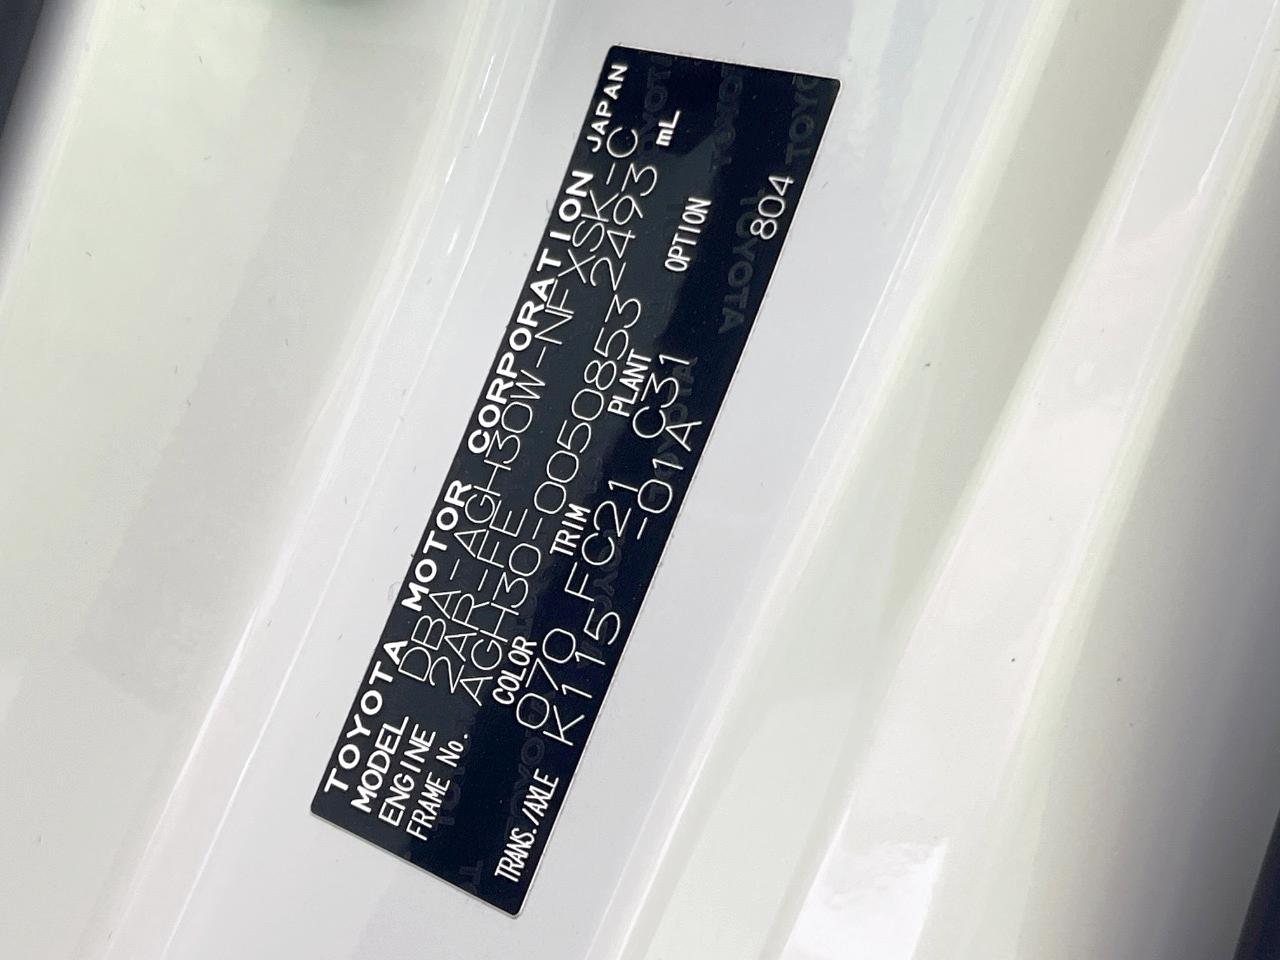 TOYOTA MOTOR CORPORATION JAPAN
MODEL DBA-AGH30W-NFXSK-C
ENGINE 2AR-FE 2493 mL
FRAME No. AGH30-0050853
COLOR TRIM PLANT OPTION
070 FC21 C31
TRANS./AXLE K115 -01A 804